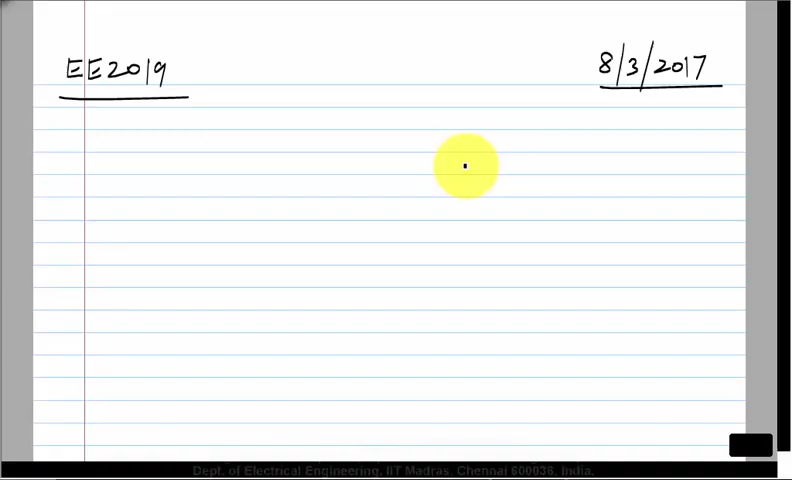 EE2019
8/3/2017
Dept. of Electrical Engineering, IIT Madras, Chennai 600036, India.